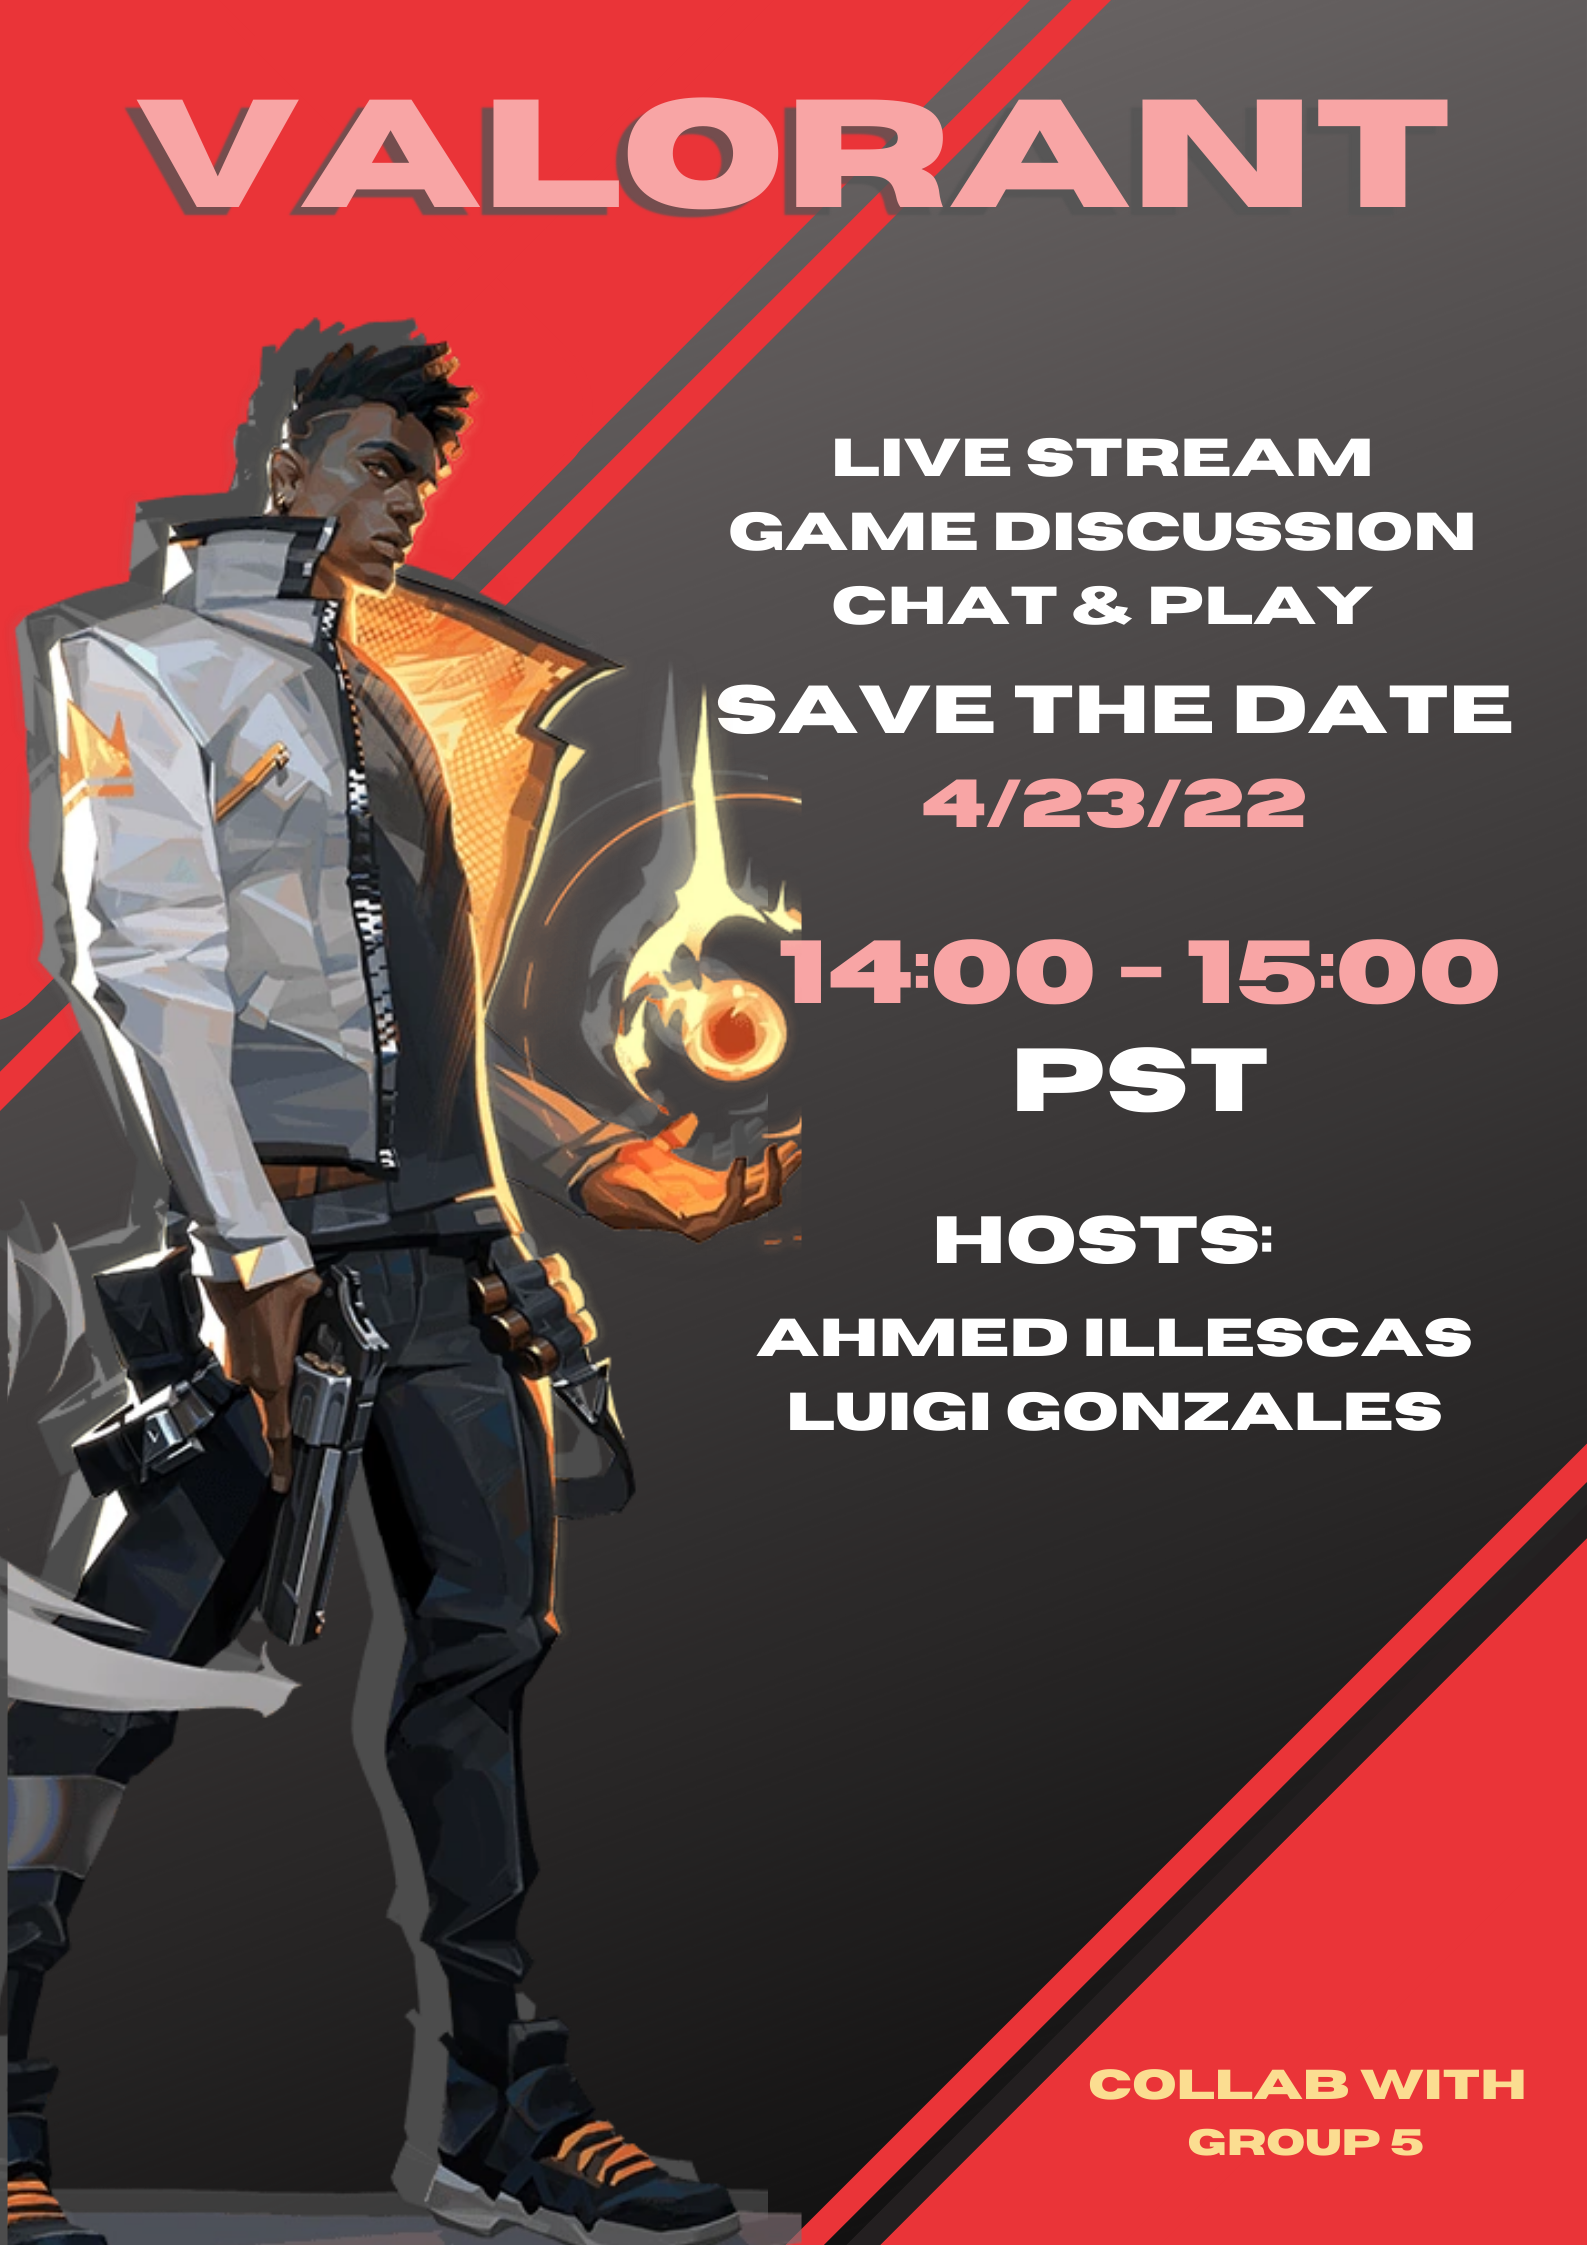 VALORANT
LIVE STREAM
GAME DISCUSSION
CHAT & PLAY
SAVE THE DATE
4/23/22
14:00 - 15:00
PST
HOSTS:
AHMED ILLESCAS
LUIGI GONZALES
COLLAB WITH
GROUP 5